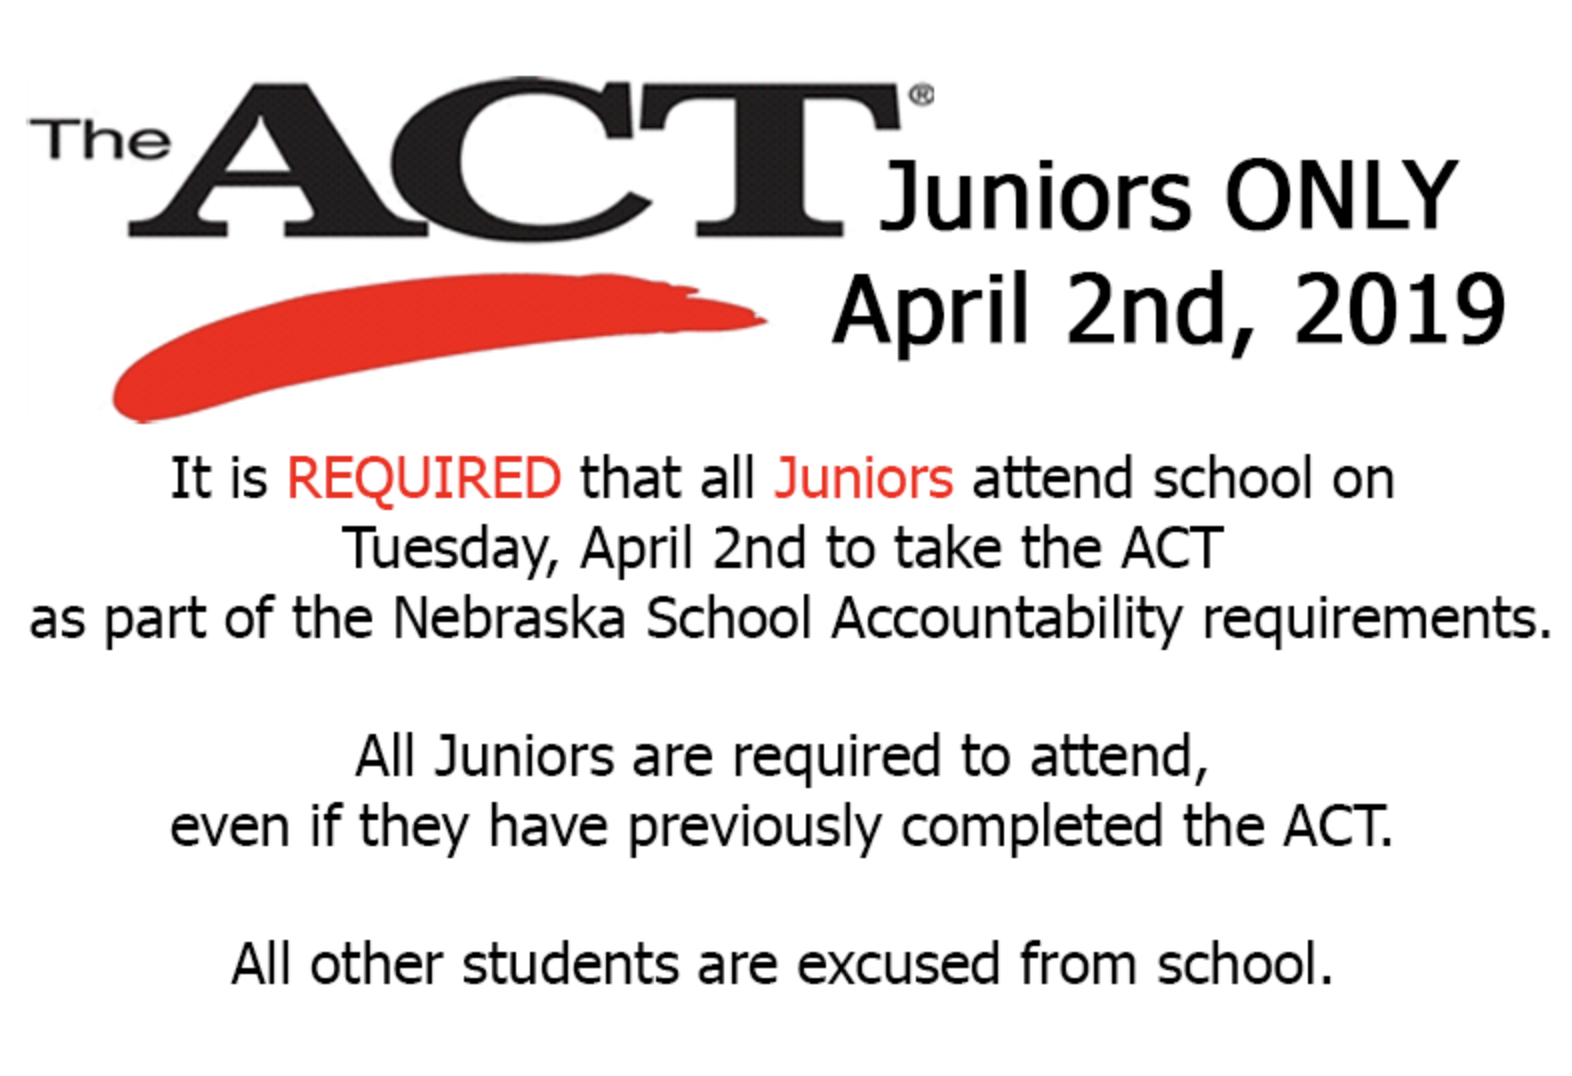 The ACT®
Juniors ONLY
April 2nd, 2019
It is REQUIRED that all Juniors attend school on
Tuesday, April 2nd to take the ACT
as part of the Nebraska School Accountability requirements.
All Juniors are required to attend,
even if they have previously completed the ACT.
All other students are excused from school.